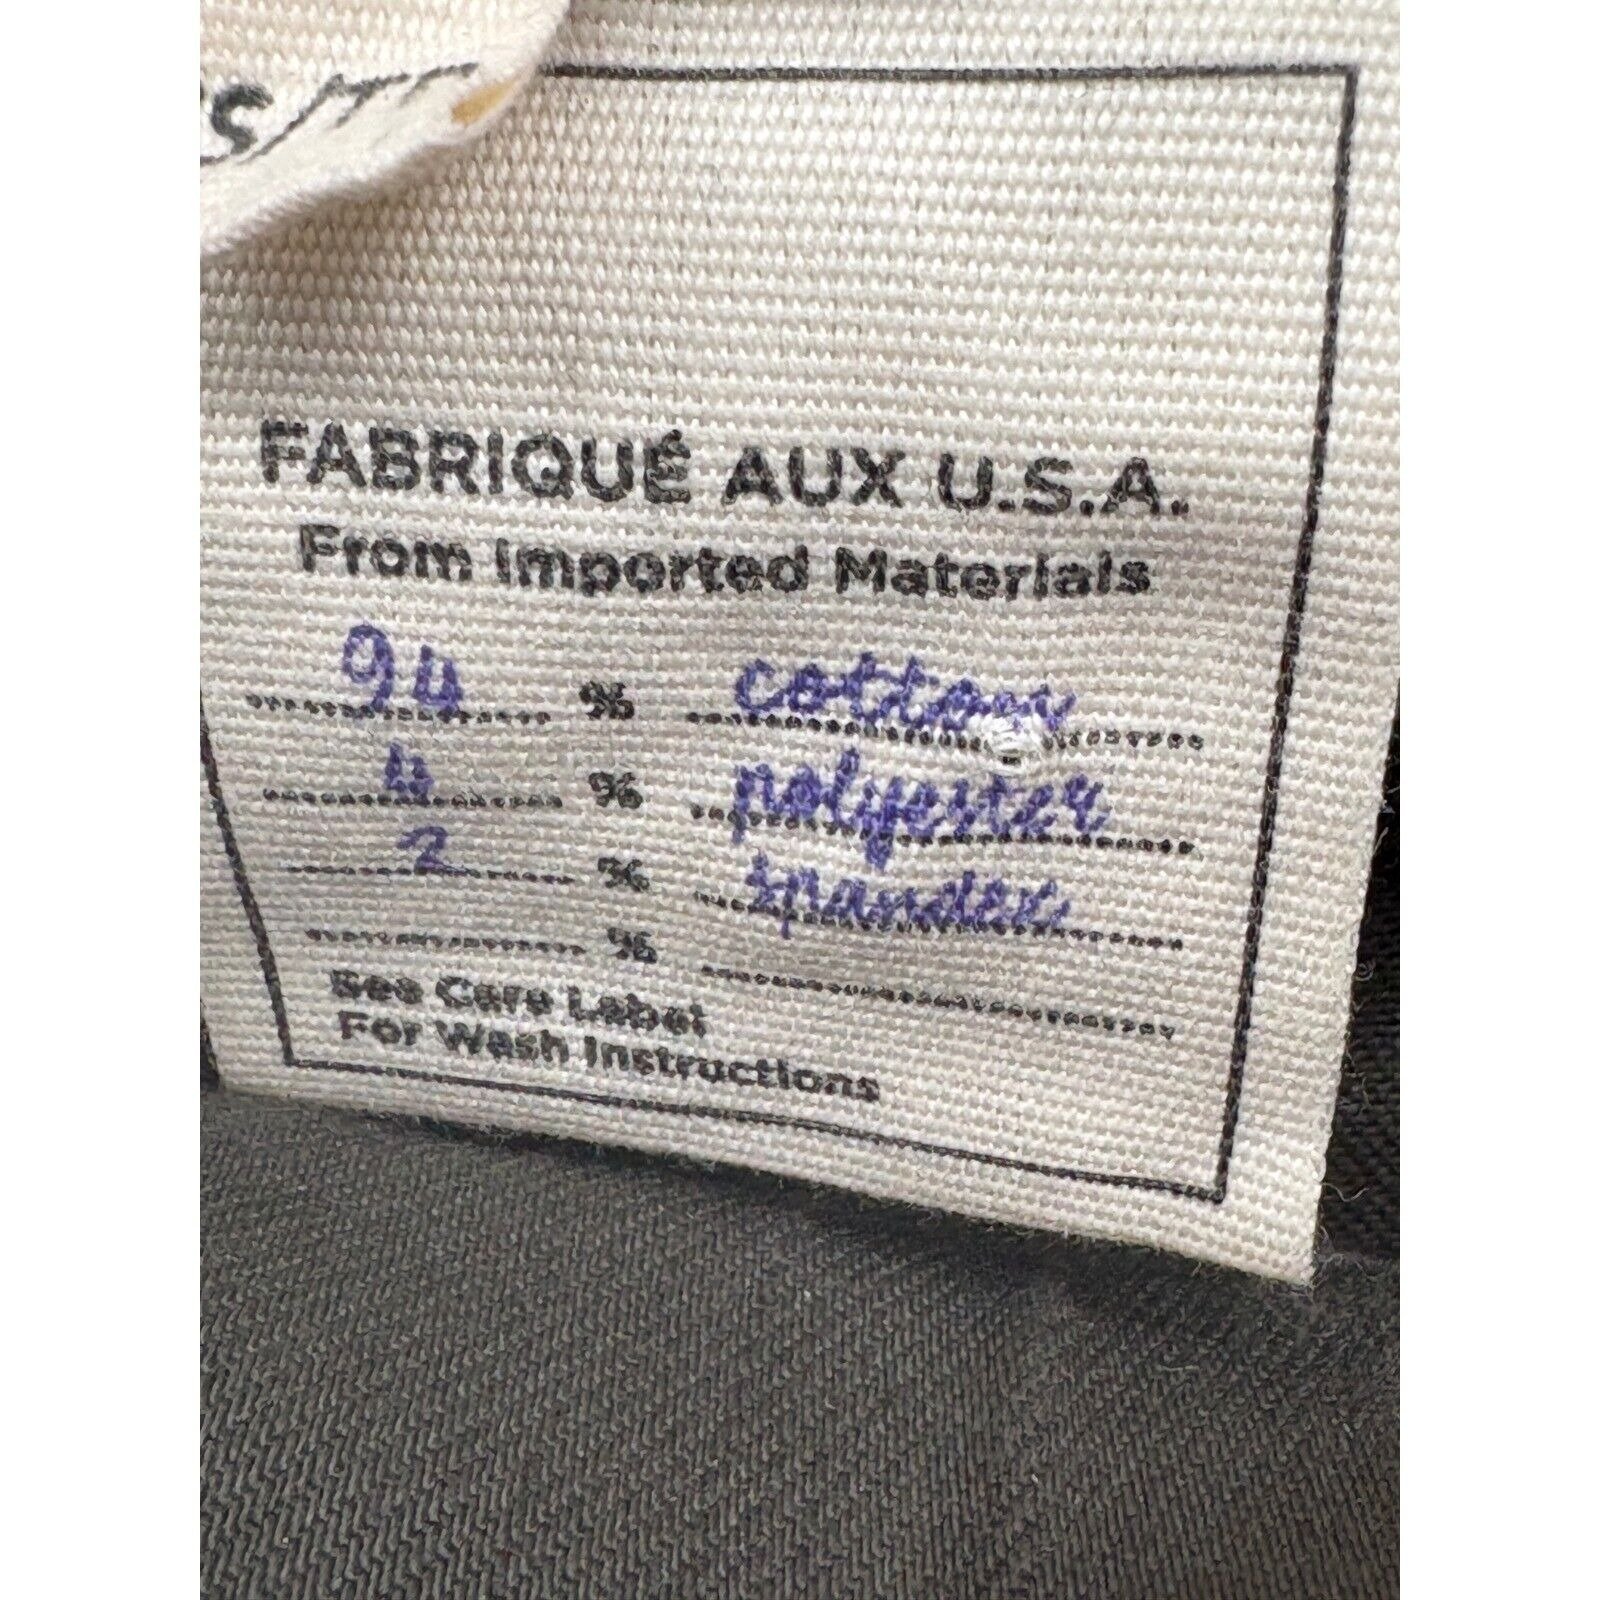 FABRIQUÉ AUX U.S.A.
From Imported Materials
94 % cotton
4 % polyester
2 % spandex
%
See Care Label
For Wash Instructions